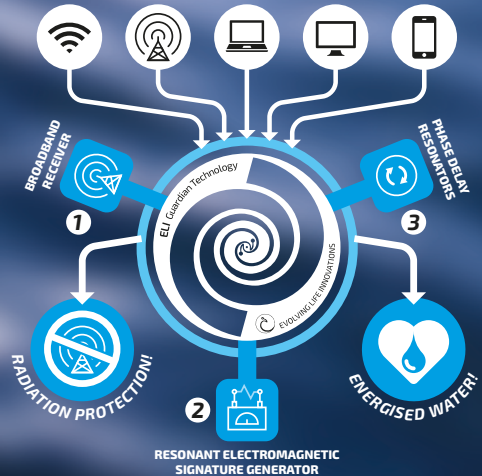 BROADBAND
RECEIVER
1
ELI Guardian Technology
PHASE DELAY
RESONATORS
3
EVOLVING LIFE INNOVATIONS
RADIATION PROTECTION!
ENERGISED WATER!
2
RESONANT ELECTROMAGNETIC
SIGNATURE GENERATOR